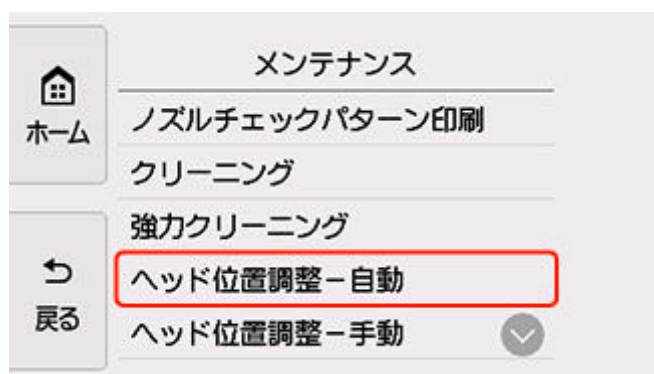 メンテナンス
ホーム
ノズルチェックパターン印刷
クリーニング
強力クリーニング
戻る
ヘッド位置調整－自動
ヘッド位置調整－手動